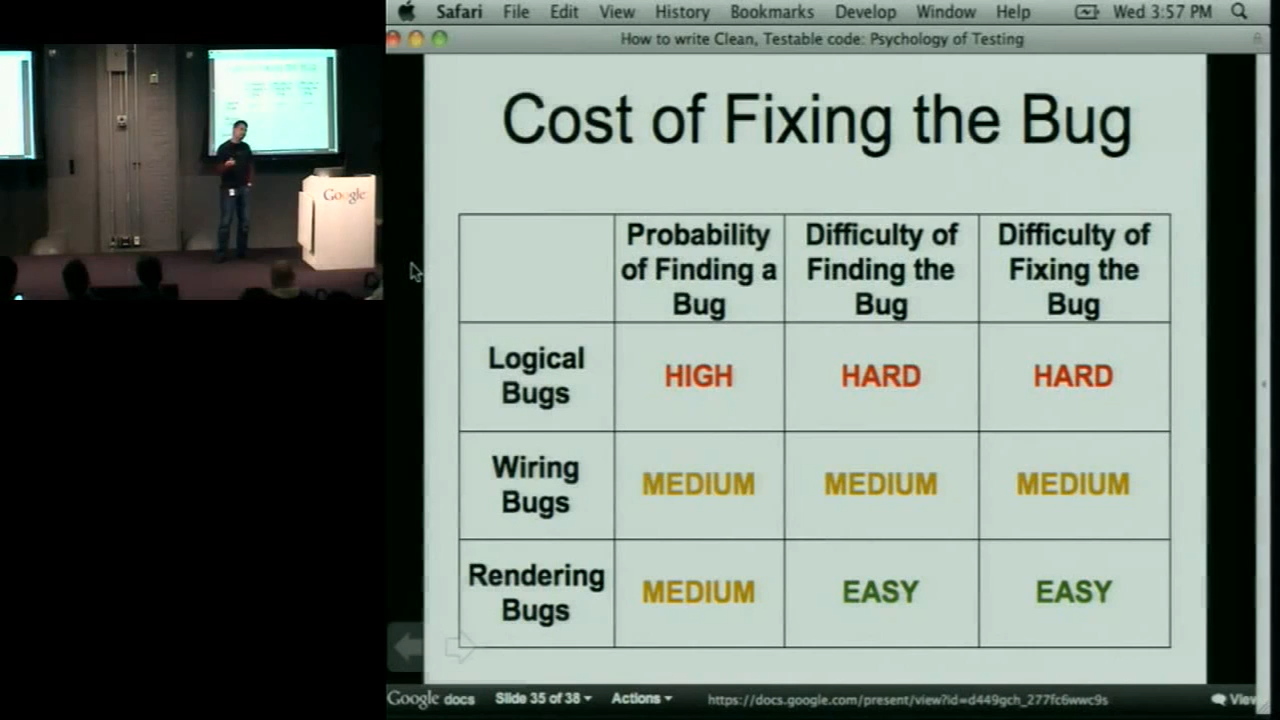 Safari File Edit View History Bookmarks Develop Window Help Wed 3:57 PM
How to write Clean, Testable code: Psychology of Testing
Google
Cost of Fixing the Bug
Probability of Finding a Bug
Difficulty of Finding the Bug
Difficulty of Fixing the Bug
Logical Bugs
HIGH
HARD
HARD
Wiring Bugs
MEDIUM
MEDIUM
MEDIUM
Rendering Bugs
MEDIUM
EASY
EASY
Google docs Slide 35 of 38 Actions https://docs.google.com/present/view?id=d449gch_277fc6wwc9s View